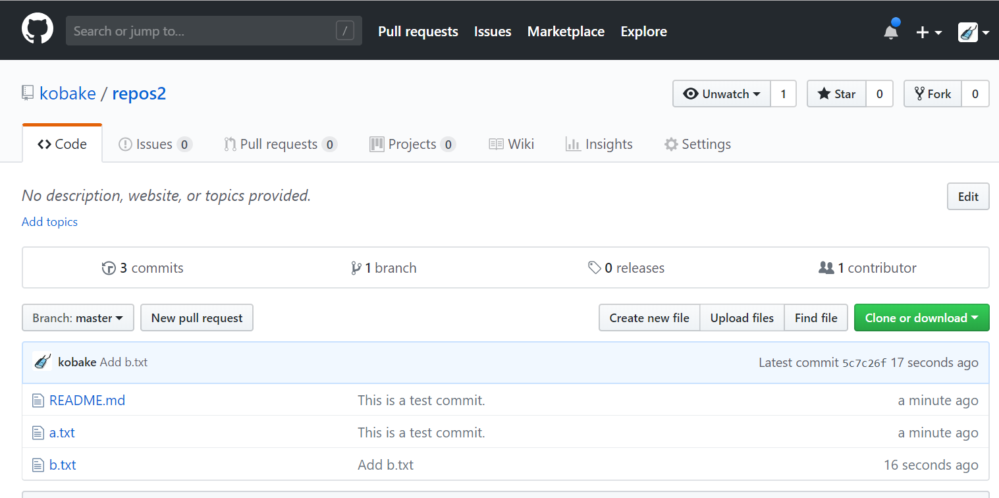 Search or jump to... / Pull requests Issues Marketplace Explore
kobake / repos2 Unwatch 1 Star 0 Fork 0
Code Issues 0 Pull requests 0 Projects 0 Wiki Insights Settings
No description, website, or topics provided. Edit
Add topics
3 commits 1 branch 0 releases 1 contributor
Branch: master New pull request Create new file Upload files Find file Clone or download
kobake Add b.txt Latest commit 5c7c26f 17 seconds ago
README.md This is a test commit. a minute ago
a.txt This is a test commit. a minute ago
b.txt Add b.txt 16 seconds ago